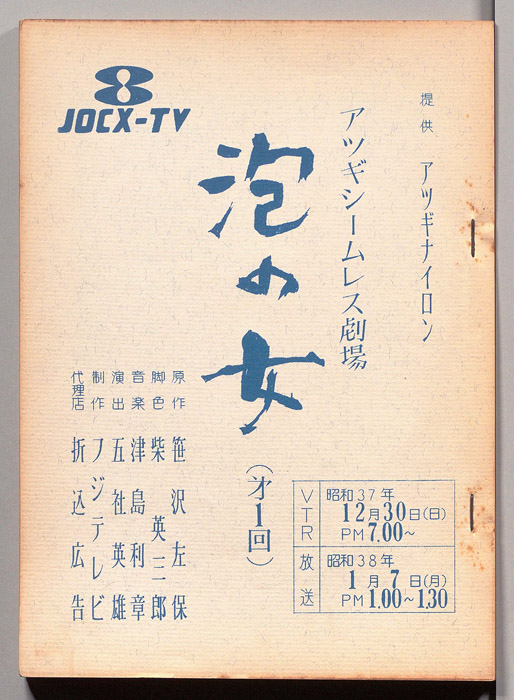 8
JOCX-TV
提供 アツギナイロン
アツギシームレス劇場
泡の女
(才1回)
原作 笹沢左保
脚色 柴英三郎
音楽 津島利章
演出 五社英雄
制作 フジテレビ
代理店 折込広告
VTR
昭和37年
12月30日(日)
PM 7.00~
放送
昭和38年
1月7日(月)
PM 1.00~1.30